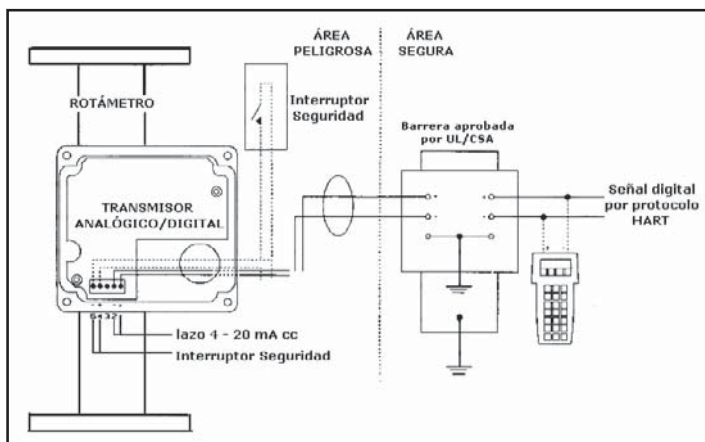 ÁREA
PELIGROSA
ÁREA
SEGURA
ROTÁMETRO
Interruptor
Seguridad
Barrera aprobada
por UL/CSA
TRANSMISOR
ANALÓGICO/DIGITAL
Señal digital
por protocolo
HART
lazo 4 - 20 mA cc
Interruptor Seguridad